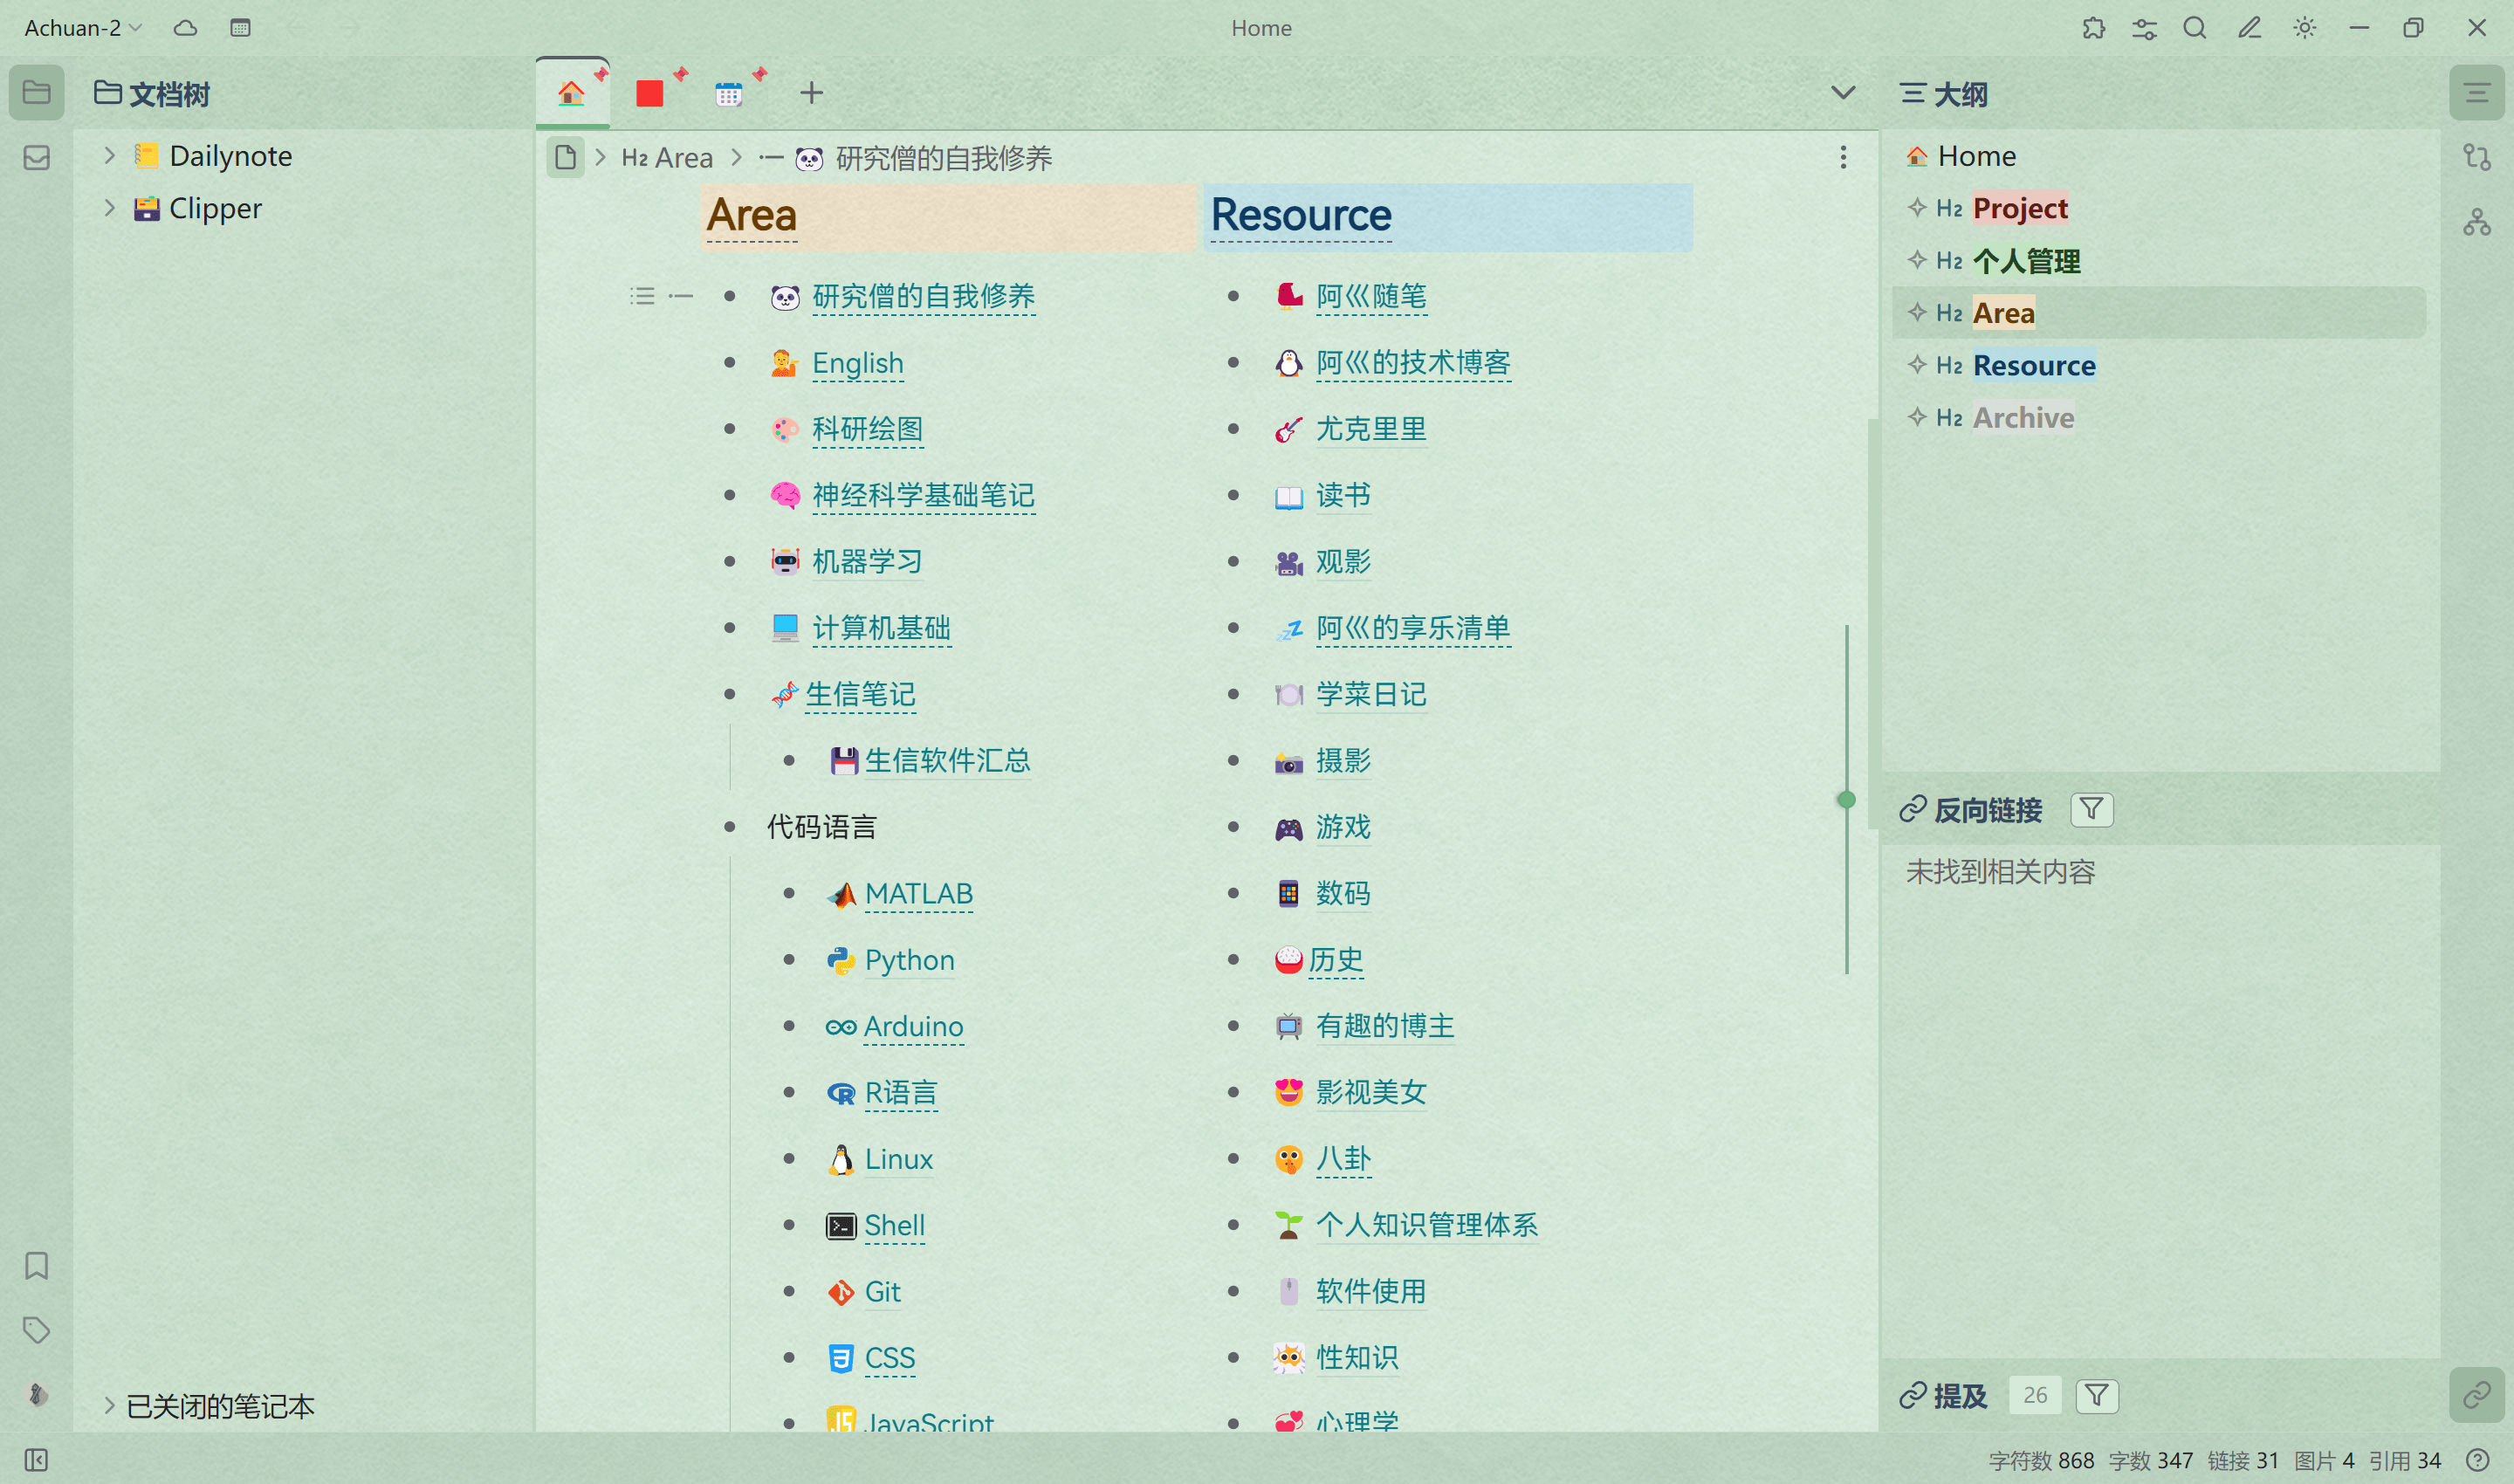 Achuan-2
Home
文档树
Dailynote
Clipper
已关闭的笔记本
H2 Area
研究僧的自我修养
Area
研究僧的自我修养
English
科研绘图
神经科学基础笔记
机器学习
计算机基础
生信笔记
生信软件汇总
代码语言
MATLAB
Python
Arduino
R语言
Linux
Shell
Git
CSS
JavaScript
Resource
阿巛随笔
阿巛的技术博客
尤克里里
读书
观影
阿巛的享乐清单
学菜日记
摄影
游戏
数码
历史
有趣的博主
影视美女
八卦
个人知识管理体系
软件使用
性知识
心理学
大纲
Home
H2 Project
H2 个人管理
H2 Area
H2 Resource
H2 Archive
反向链接
未找到相关内容
提及 26
字符数 868 字数 347 链接 31 图片 4 引用 34